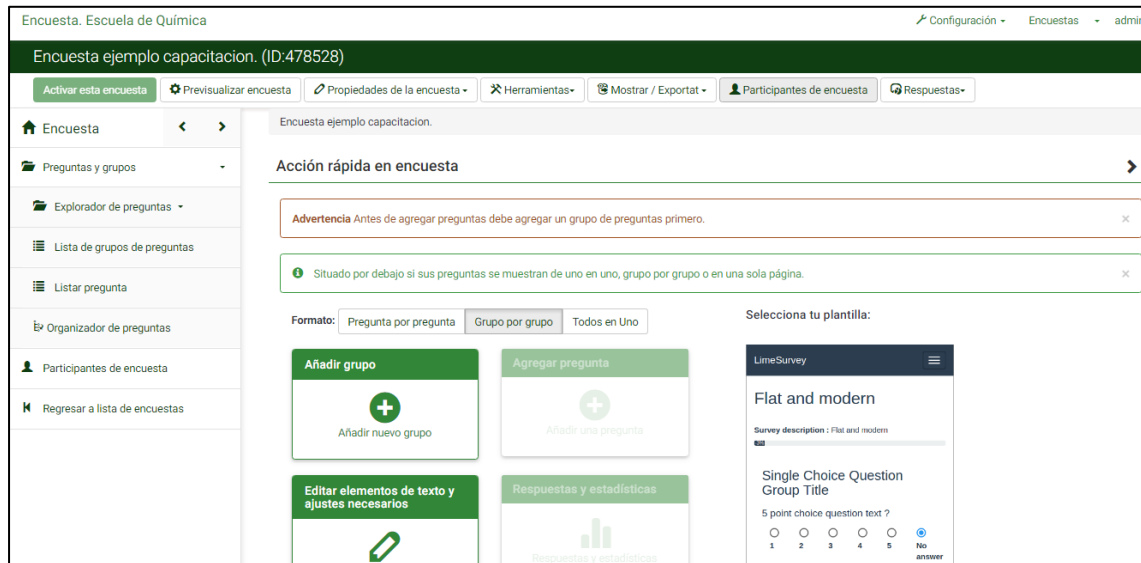 Encuesta. Escuela de Química
Configuración
Encuestas
Encuesta ejemplo capacitacion. (ID:478528)
Activar esta encuesta
Previsualizar encuesta
Propiedades de la encuesta
Herramientas
Mostrar / Exportat
Participantes de encuesta
Respuestas
Encuesta
Encuesta ejemplo capacitacion.
Preguntas y grupos
Explorador de preguntas
Lista de grupos de preguntas
Listar pregunta
Organizador de preguntas
Participantes de encuesta
Regresar a lista de encuestas
Acción rápida en encuesta
Advertencia Antes de agregar preguntas debe agregar un grupo de preguntas primero.
Situado por debajo si sus preguntas se muestran de uno en uno, grupo por grupo o en una sola página.
Formato: Pregunta por pregunta Grupo por grupo Todos en Uno
Añadir grupo
Añadir nuevo grupo
Agregar pregunta
Añadir una pregunta
Editar elementos de texto y
ajustes necesarios
Respuestas y estadísticas
Respuestas y estadísticas
Selecciona tu plantilla:
LimeSurvey
Flat and modern
Survey description : Flat and modern
Single Choice Question
Group Title
5 point choice question text ?
1 2 3 4 5 No
answer